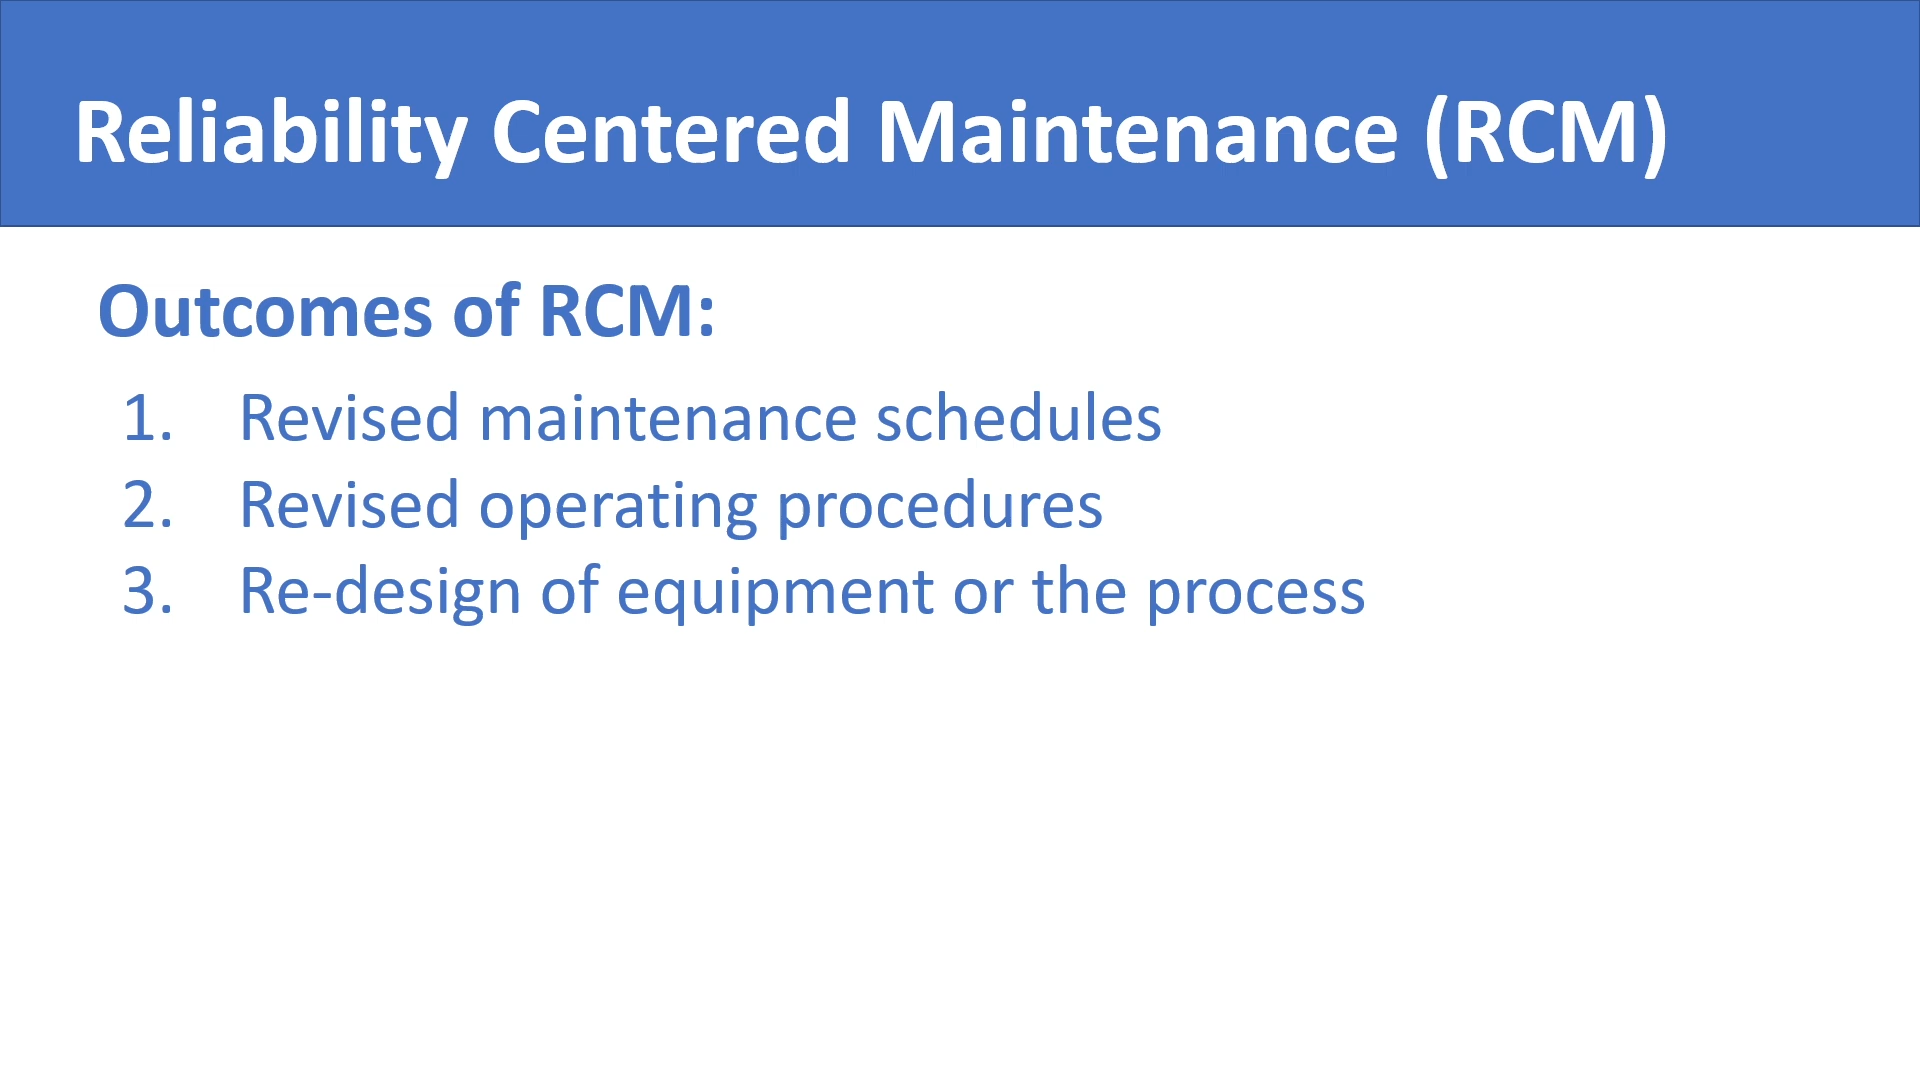 Reliability Centered Maintenance (RCM)
Outcomes of RCM:
1. Revised maintenance schedules
2. Revised operating procedures
3. Re-design of equipment or the process